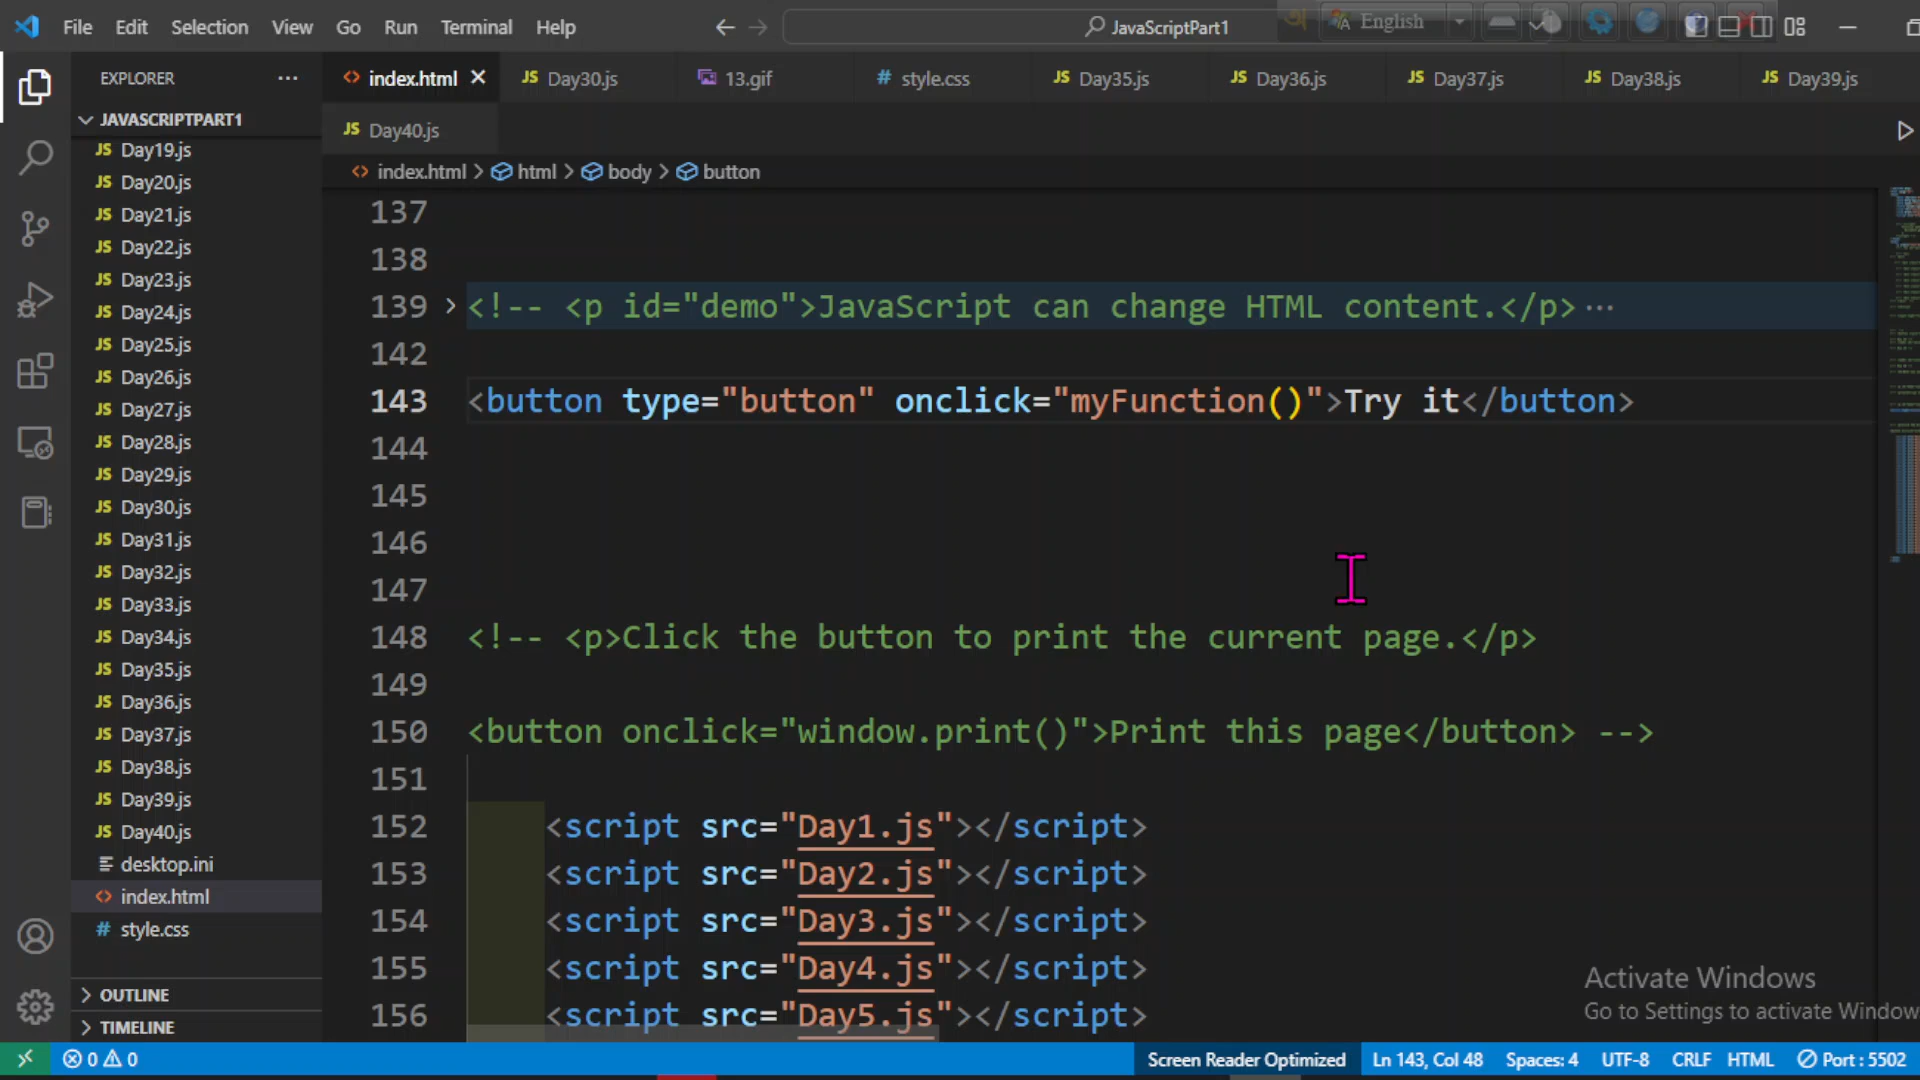 File Edit Selection View Go Run Terminal Help
JavaScriptPart1
English
EXPLORER
index.html
Day30.js
13.gif
style.css
Day35.js
Day36.js
Day37.js
Day38.js
Day39.js
JAVASCRIPTPART1
Day40.js
index.html > html > body > button
Day19.js
Day20.js
Day21.js
Day22.js
Day23.js
Day24.js
Day25.js
Day26.js
Day27.js
Day28.js
Day29.js
Day30.js
Day31.js
Day32.js
Day33.js
Day34.js
Day35.js
Day36.js
Day37.js
Day38.js
Day39.js
Day40.js
desktop.ini
index.html
style.css
OUTLINE
TIMELINE
137
138
139 <!-- <p id="demo">JavaScript can change HTML content.</p>···
142
143 <button type="button" onclick="myFunction()">Try it</button>
144
145
146
147
148 <!-- <p>Click the button to print the current page.</p>
149
150 <button onclick="window.print()">Print this page</button> -->
151
152 <script src="Day1.js"></script>
153 <script src="Day2.js"></script>
154 <script src="Day3.js"></script>
155 <script src="Day4.js"></script>
156 <script src="Day5.js"></script>
Activate Windows
Go to Settings to activate Window
0 0
Screen Reader Optimized Ln 143, Col 48 Spaces: 4 UTF-8 CRLF HTML Port : 5502